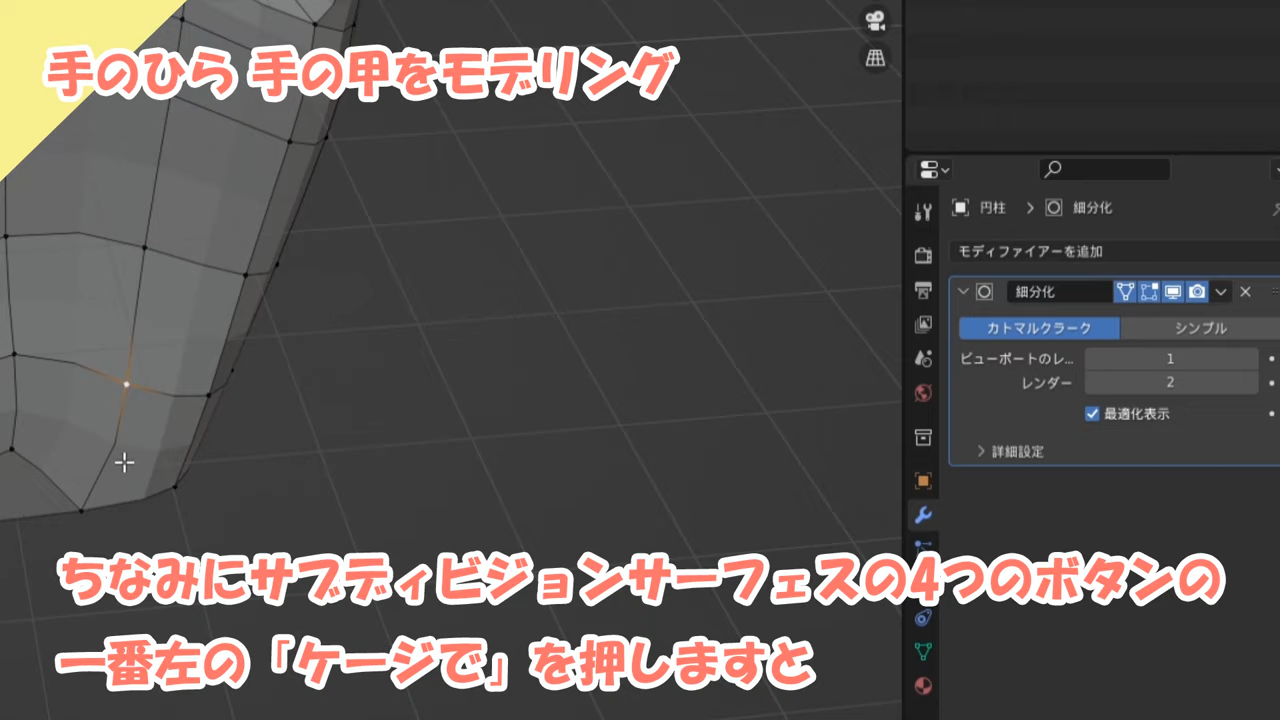 手のひら 手の甲をモデリング
円柱 > 細分化
モディファイアーを追加
細分化
カトマルクラーク シンプル
ビューポートのレ... 1
レンダー 2
最適化表示
詳細設定
ちなみにサブディビジョンサーフェスの4つのボタンの
一番左の「ケージで」を押しますと